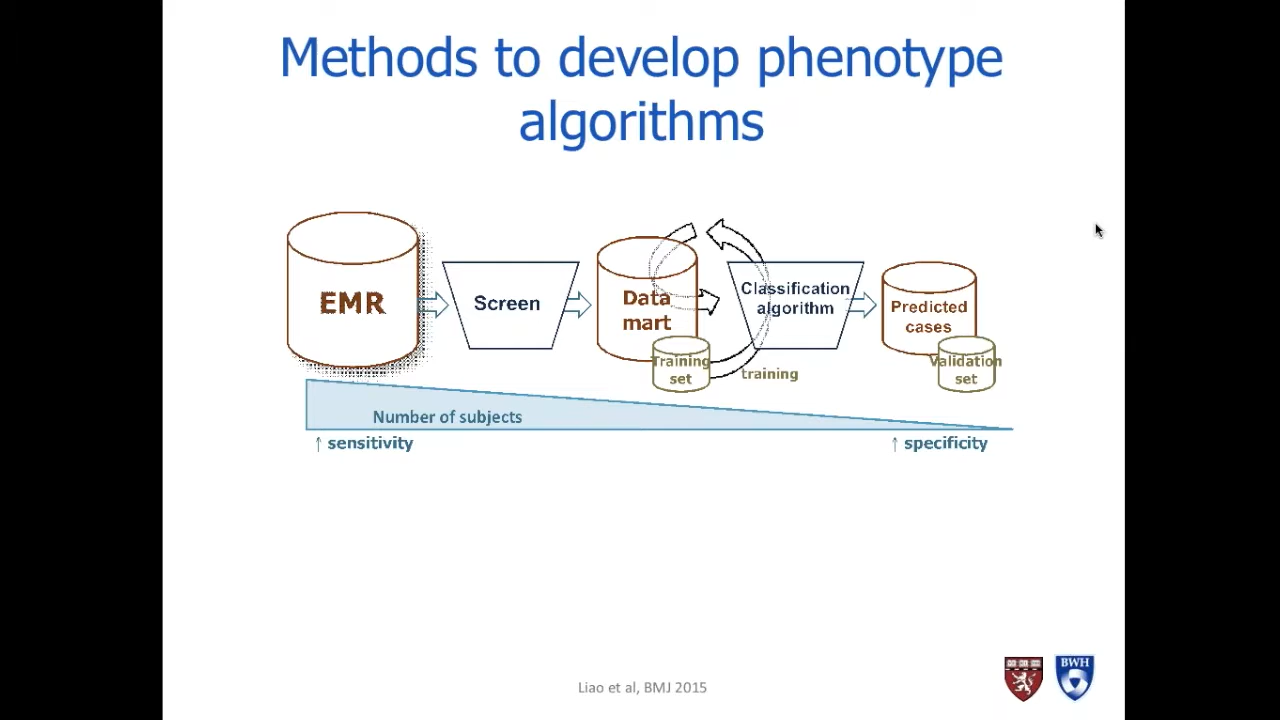 Methods to develop phenotype
algorithms
EMR
Screen
Data
mart
Training
set
training
Classification
algorithm
Predicted
cases
Validation
set
Number of subjects
↑ sensitivity
↑ specificity
Liao et al, BMJ 2015
BWH